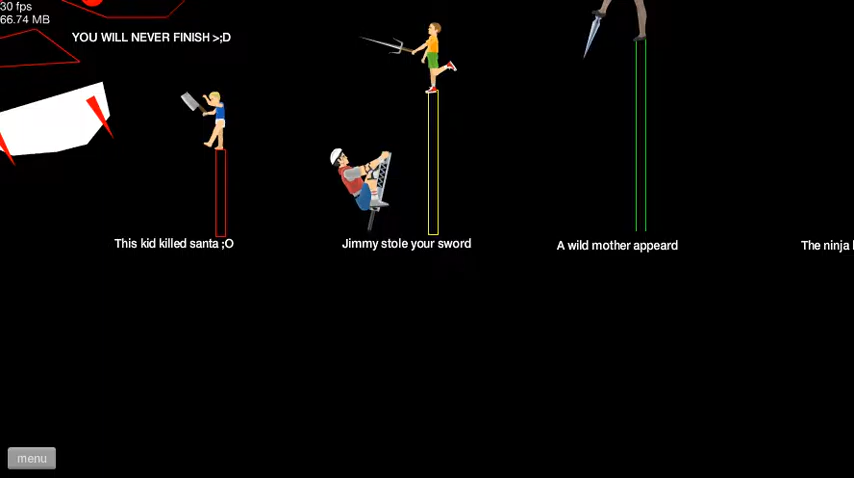 30 fps
66.74 MB
YOU WILL NEVER FINISH >;D
This kid killed santa ;O
Jimmy stole your sword
A wild mother appeard
The ninja
menu